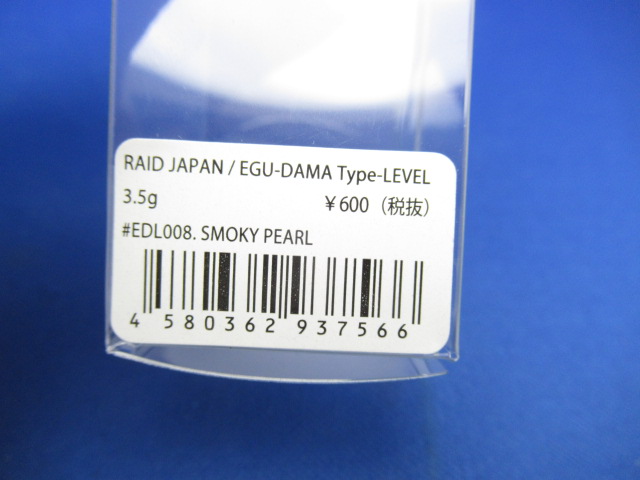 RAID JAPAN / EGU-DAMA Type-LEVEL
3.5g ￥600（税抜）
#EDL008. SMOKY PEARL
4 580362 937566